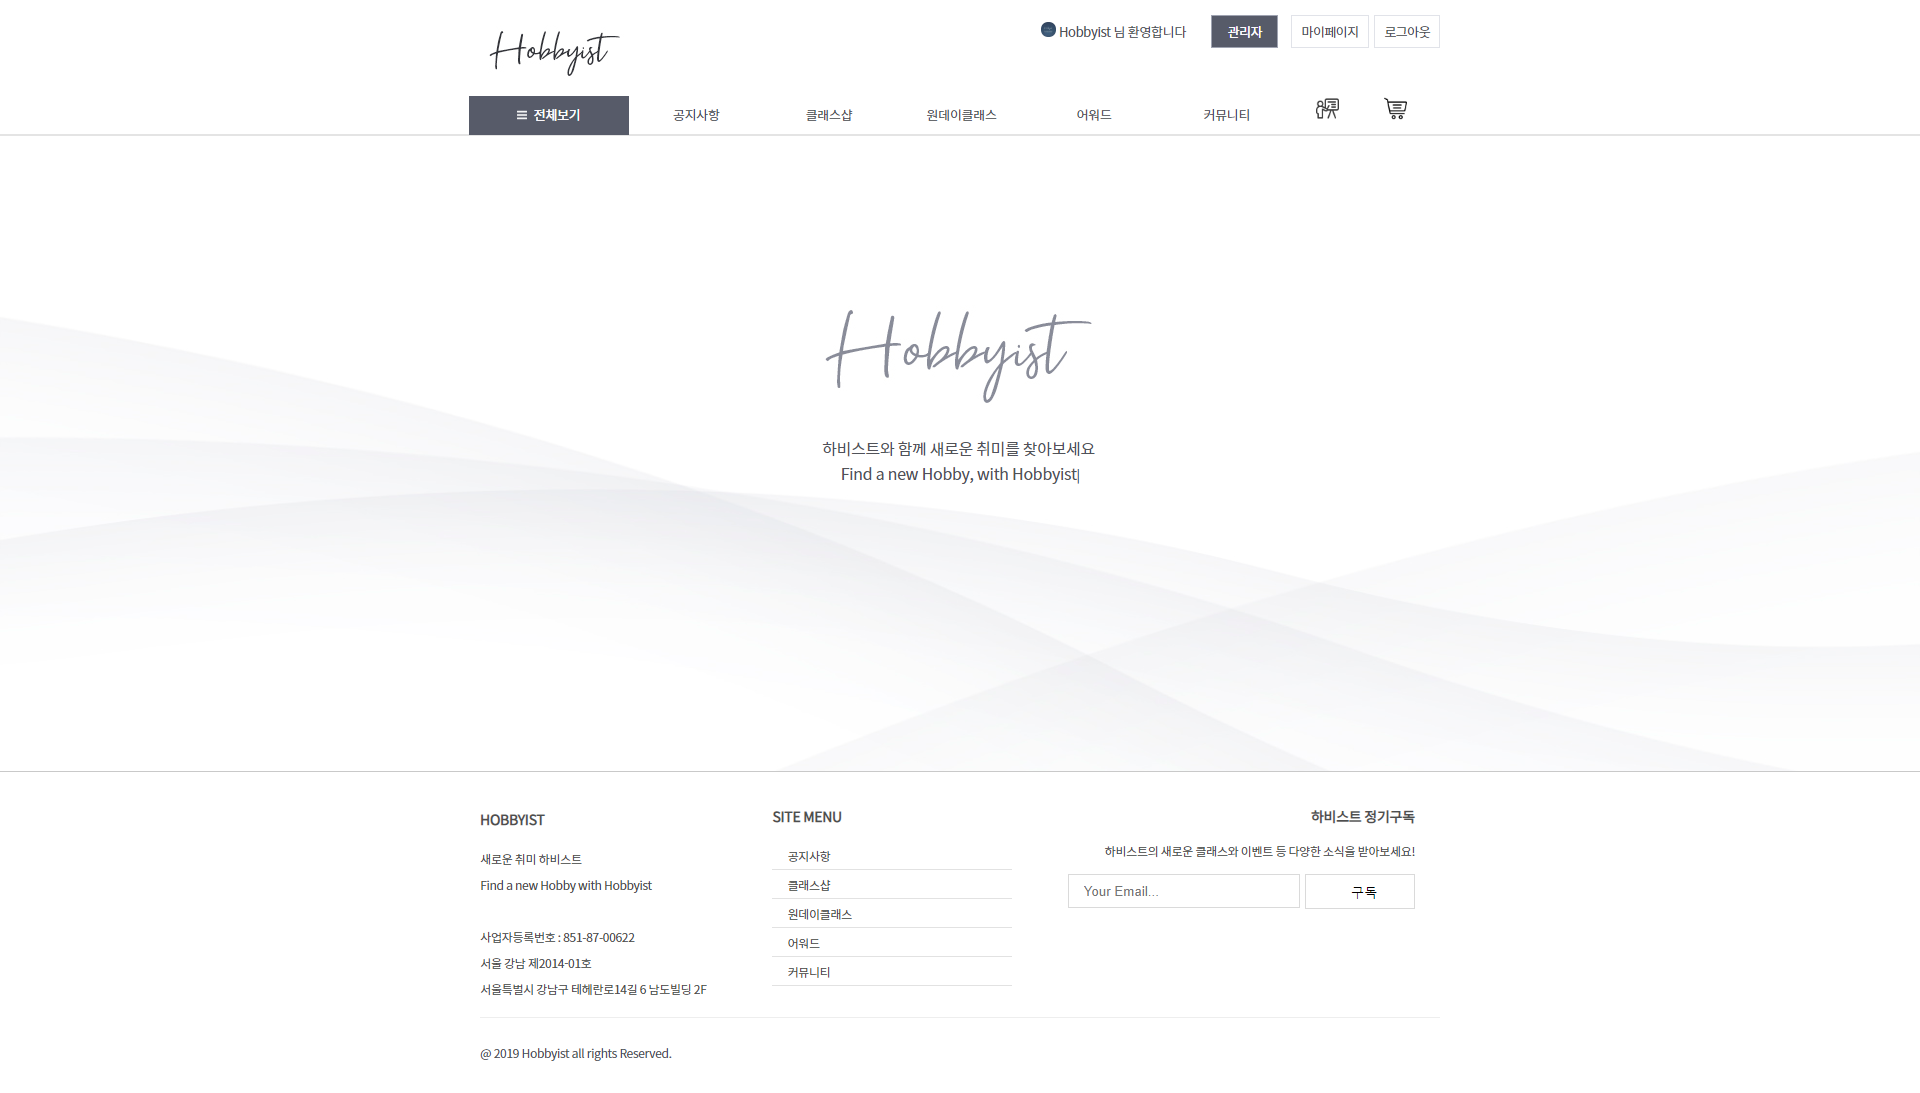 Hobbyist
Hobbyist 님 환영합니다
관리자
마이페이지
로그아웃
전체보기
공지사항
클래스샵
원데이클래스
어워드
커뮤니티
Hobbyist
하비스트와 함께 새로운 취미를 찾아보세요
Find a new Hobby, with Hobbyist|
HOBBYIST
새로운 취미 하비스트
Find a new Hobby with Hobbyist
사업자등록번호 : 851-87-00622
서울 강남 제2014-01호
서울특별시 강남구 테헤란로14길 6 남도빌딩 2F
SITE MENU
공지사항
클래스샵
원데이클래스
어워드
커뮤니티
하비스트 정기구독
하비스트의 새로운 클래스와 이벤트 등 다양한 소식을 받아보세요!
Your Email...
구독
@ 2019 Hobbyist all rights Reserved.